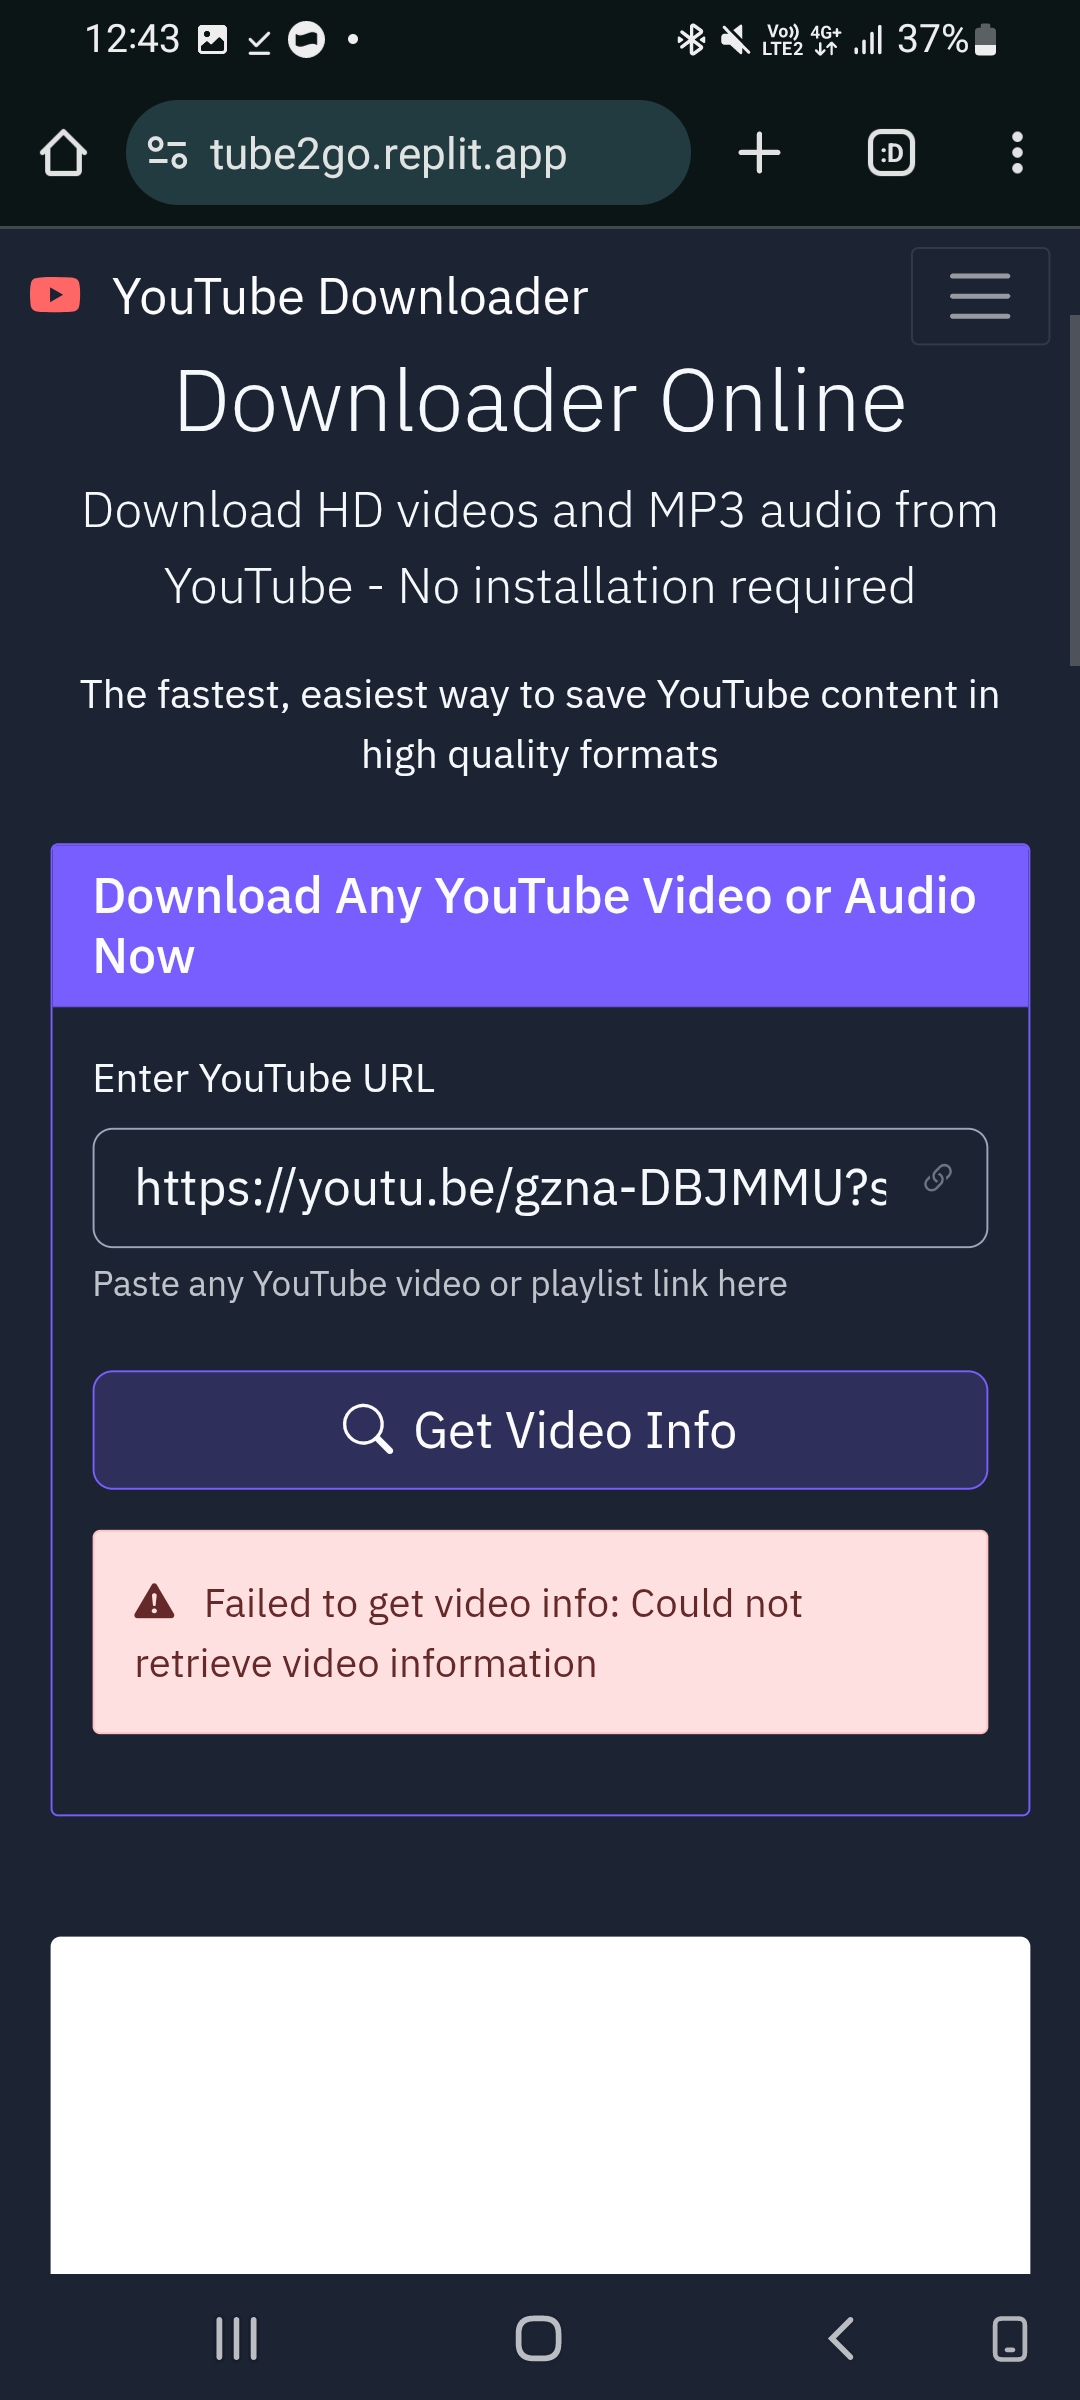 12:43
Vo)) LTE2 4G+ 37%
tube2go.replit.app
:D
YouTube Downloader
Downloader Online
Download HD videos and MP3 audio from
YouTube - No installation required
The fastest, easiest way to save YouTube content in
high quality formats
Download Any YouTube Video or Audio
Now
Enter YouTube URL
https://youtu.be/gzna-DBJMMU?s
Paste any YouTube video or playlist link here
Get Video Info
Failed to get video info: Could not
retrieve video information